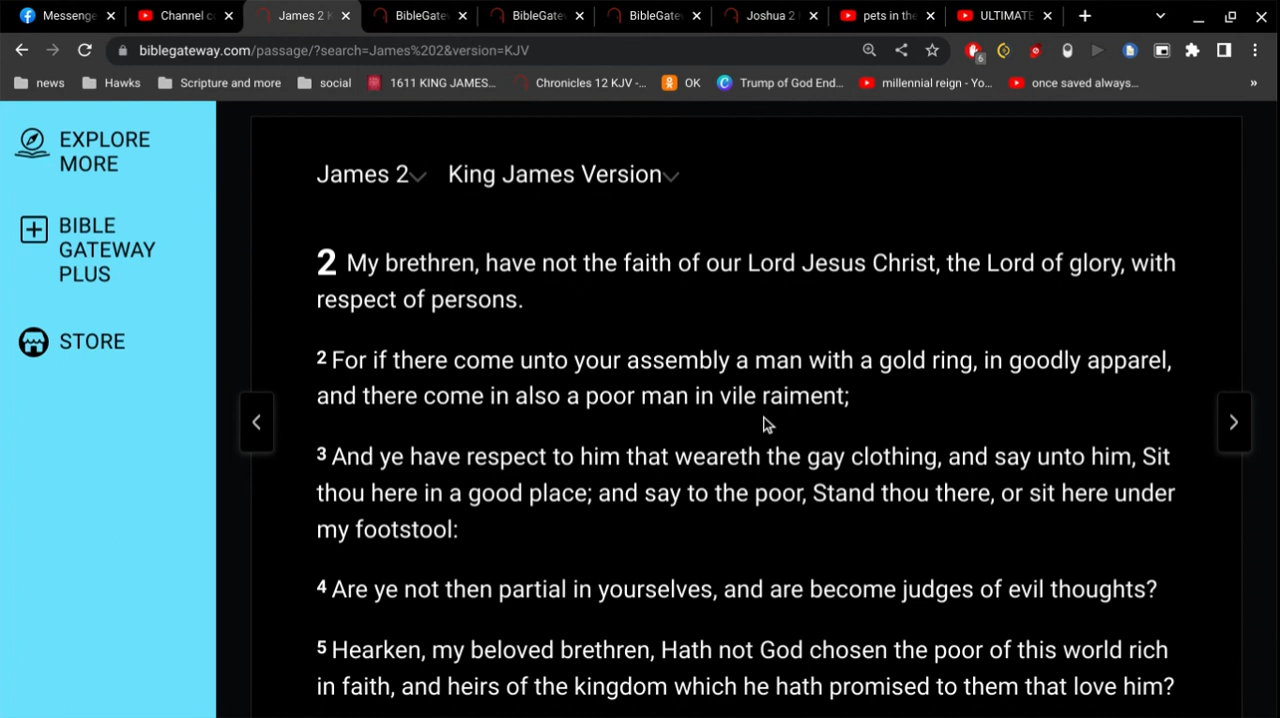 Messenge
Channel c
James 2 K
BibleGate
BibleGate
BibleGate
Joshua 2
pets in the
ULTIMATE
biblegateway.com/passage/?search=James%202&version=KJV
6
news
Hawks
Scripture and more
social
1611 KING JAMES...
Chronicles 12 KJV -...
OK
Trump of God End...
millennial reign - Yo...
once saved always...
»
EXPLORE
MORE
BIBLE
GATEWAY
PLUS
STORE
James 2 King James Version
2 My brethren, have not the faith of our Lord Jesus Christ, the Lord of glory, with
respect of persons.
2 For if there come unto your assembly a man with a gold ring, in goodly apparel,
and there come in also a poor man in vile raiment;
3 And ye have respect to him that weareth the gay clothing, and say unto him, Sit
thou here in a good place; and say to the poor, Stand thou there, or sit here under
my footstool:
4 Are ye not then partial in yourselves, and are become judges of evil thoughts?
5 Hearken, my beloved brethren, Hath not God chosen the poor of this world rich
in faith, and heirs of the kingdom which he hath promised to them that love him?